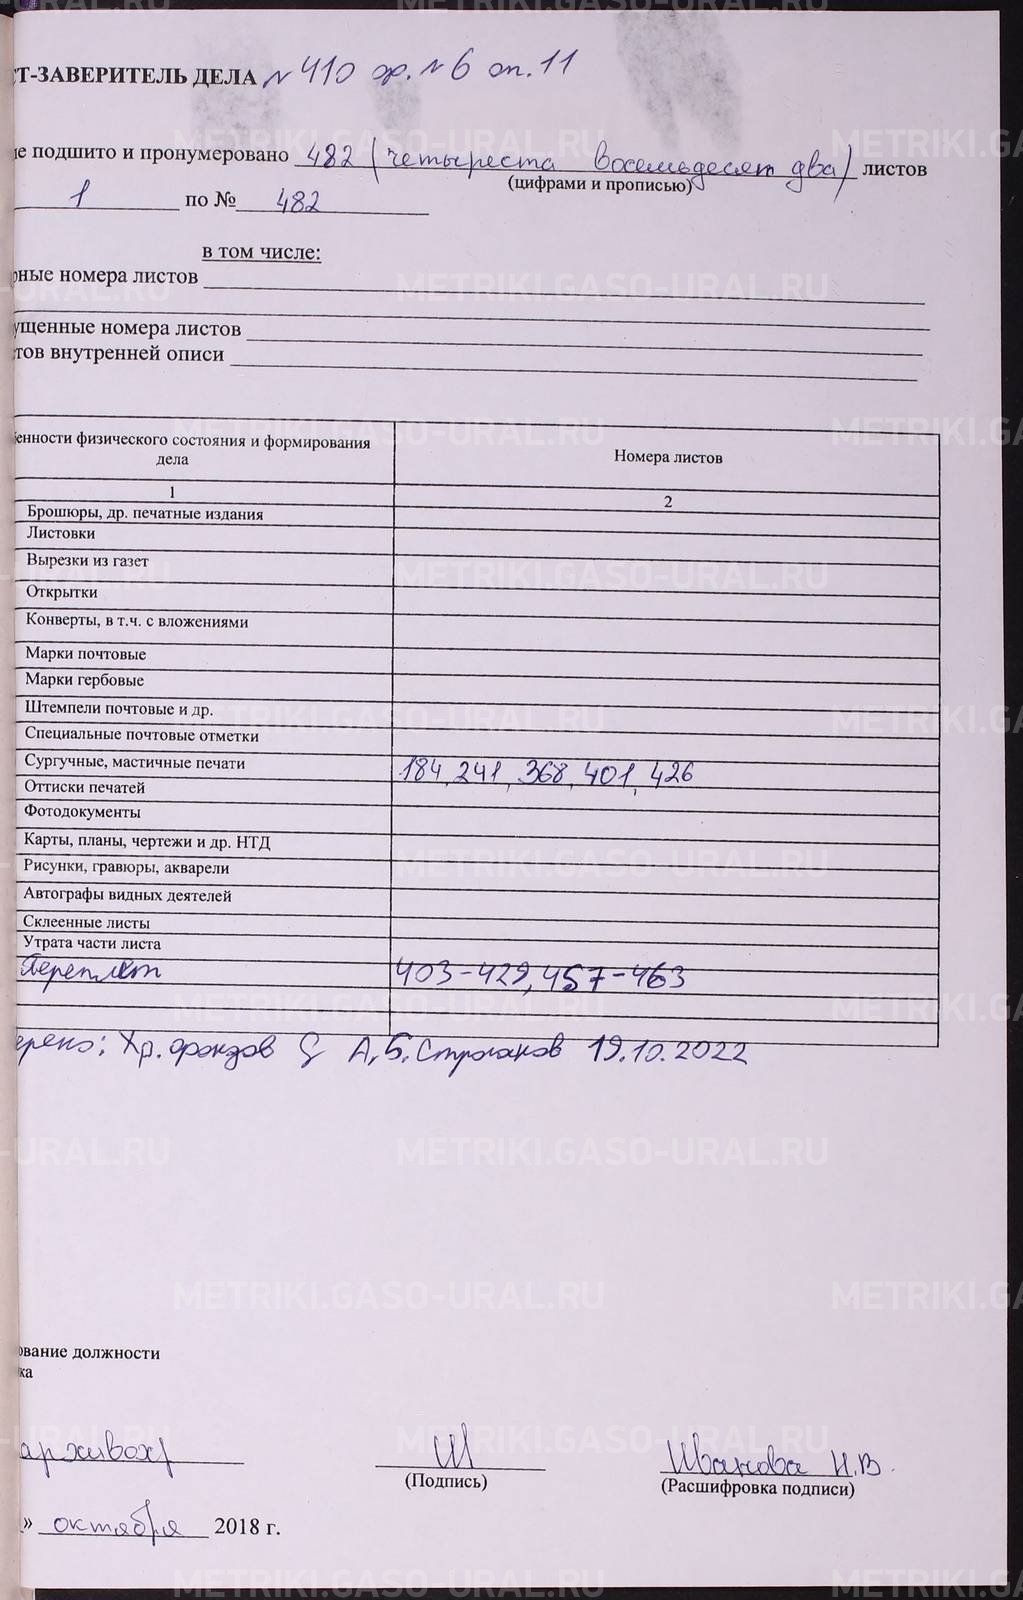 СТ-ЗАВЕРИТЕЛЬ ДЕЛА № 410 ф. № 6 оп. 11
ле подшито и пронумеровано 482 (четыреста восемьдесят два) листов
(цифрами и прописью)
1 по № 482
в том числе:
рные номера листов
ущенные номера листов
тов внутренней описи
енности физического состояния и формирования дела Номера листов
1 2
Брошюры, др. печатные издания
Листовки
Вырезки из газет
Открытки
Конверты, в т.ч. с вложениями
Марки почтовые
Марки гербовые
Штемпели почтовые и др.
Специальные почтовые отметки
Сургучные, мастичные печати 184, 241, 368, 401, 426
Оттиски печатей
Фотодокументы
Карты, планы, чертежи и др. НТД
Рисунки, гравюры, акварели
Автографы видных деятелей
Склеенные листы
Утрата части листа
Переплёт 403-429, 457-463
ерено: Хр. фондов А.Б. Строганов 19.10.2022
ование должности
ка
архивохр Иванова Н.В.
(Подпись) (Расшифровка подписи)
» октября 2018 г.
METRIKI.GASO-URAL.RU